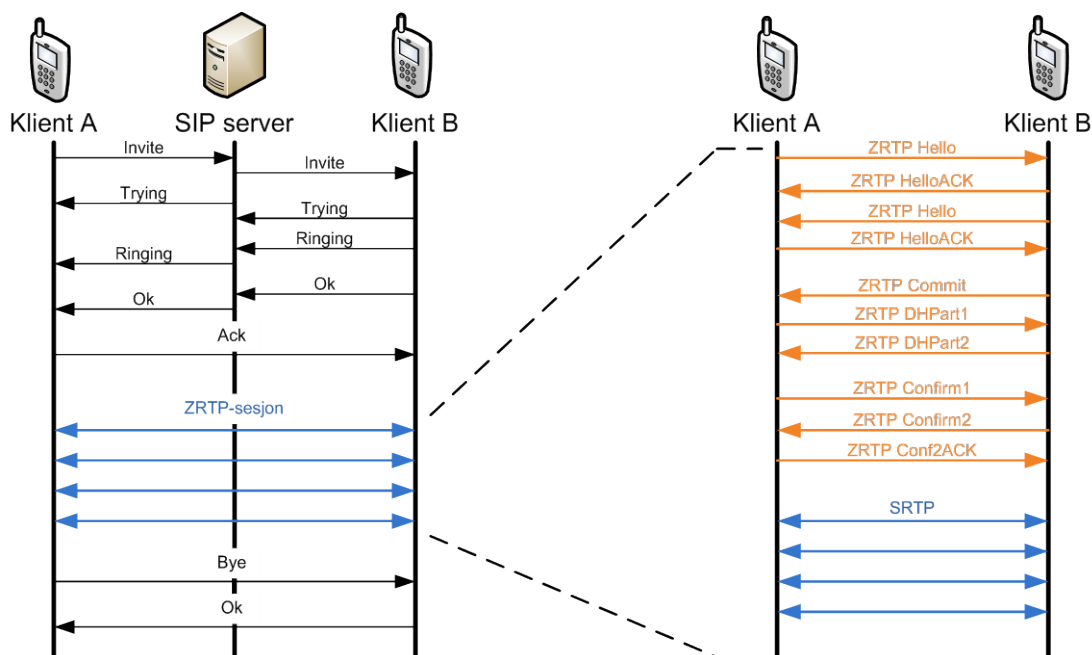 Klient A
SIP server
Klient B
Invite
Invite
Trying
Trying
Ringing
Ringing
Ok
Ok
Ack
ZRTP-sesjon
Bye
Ok
Klient A
Klient B
ZRTP Hello
ZRTP HelloACK
ZRTP Hello
ZRTP HelloACK
ZRTP Commit
ZRTP DHPart1
ZRTP DHPart2
ZRTP Confirm1
ZRTP Confirm2
ZRTP Conf2ACK
SRTP